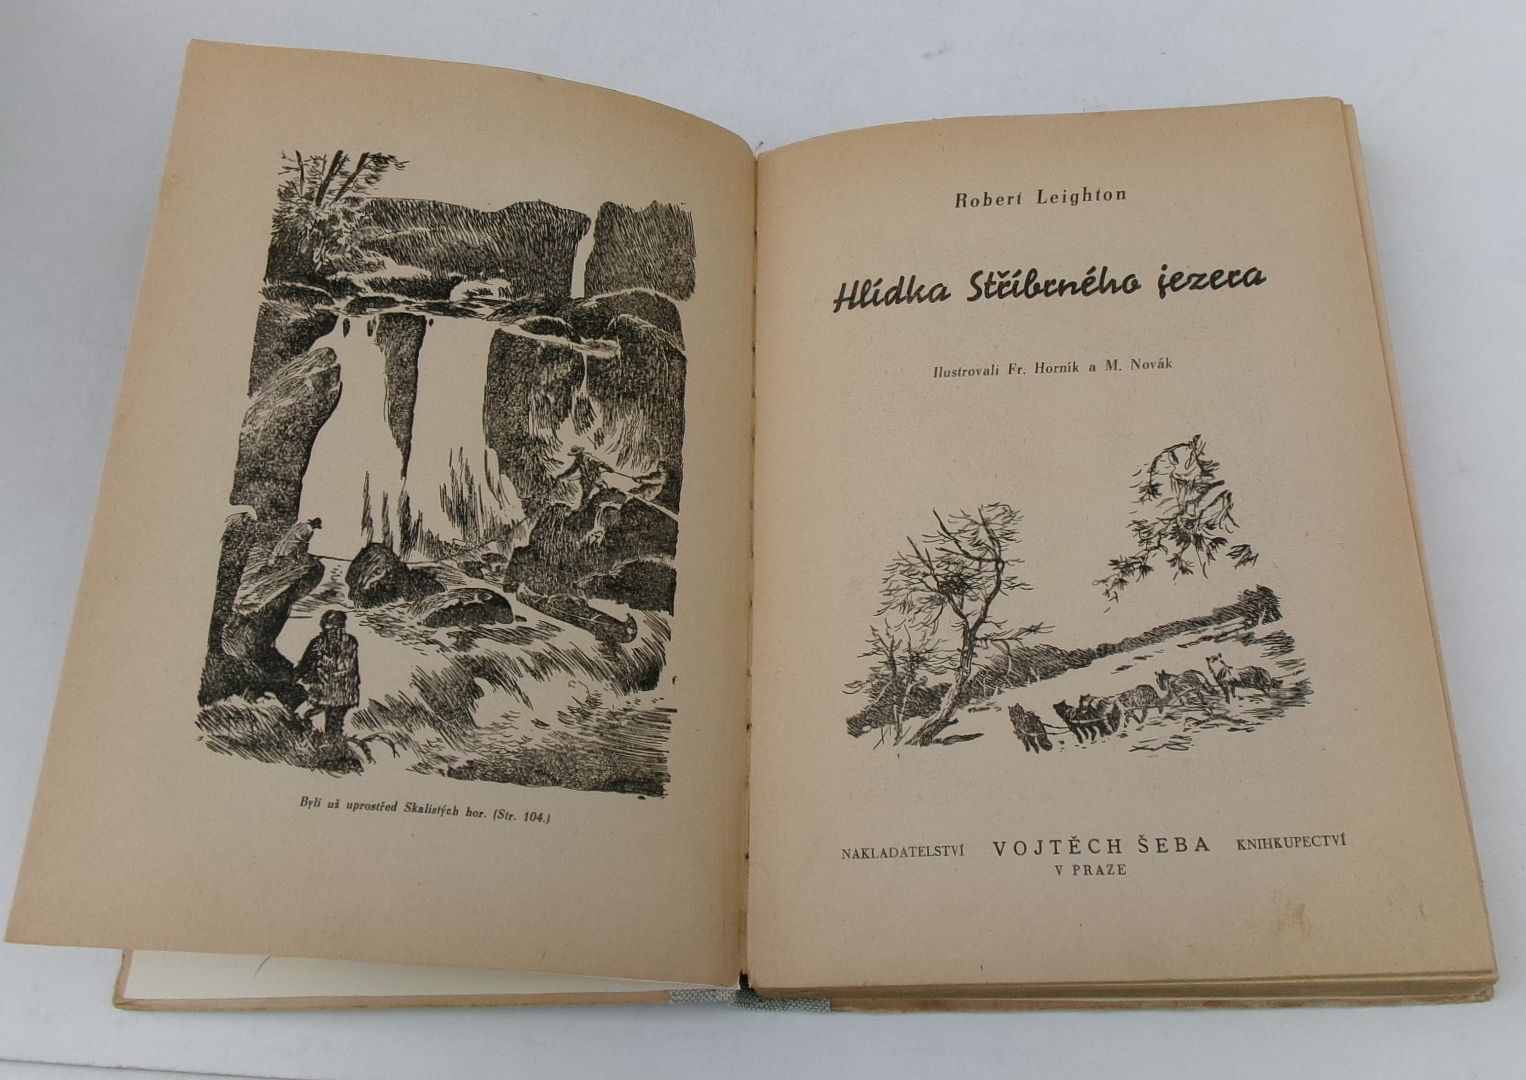 Byli už uprostřed Skalistých hor. (Str. 104.)
Robert Leighton
Hlídka Stříbrného jezera
Ilustrovali Fr. Horník a M. Novák
NAKLADATELSTVÍ VOJTĚCH ŠEBA KNIHKUPECTVÍ
V PRAZE